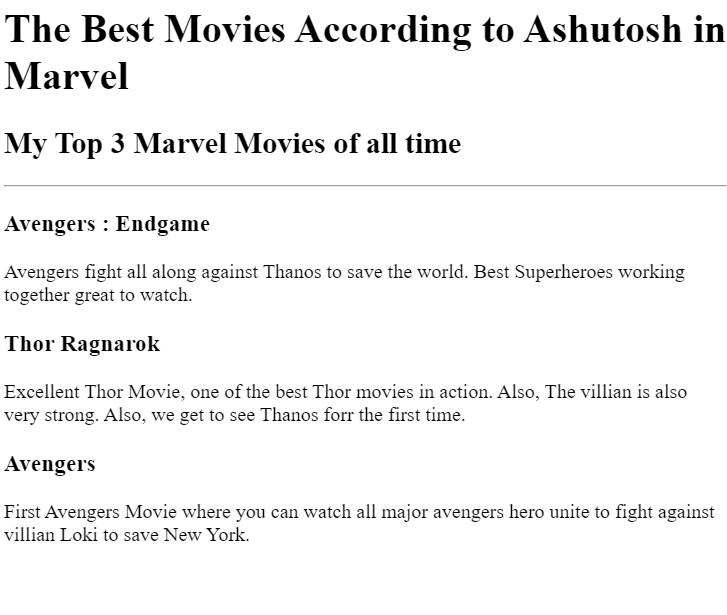 The Best Movies According to Ashutosh in
Marvel
My Top 3 Marvel Movies of all time
Avengers : Endgame
Avengers fight all along against Thanos to save the world. Best Superheroes working
together great to watch.
Thor Ragnarok
Excellent Thor Movie, one of the best Thor movies in action. Also, The villian is also
very strong. Also, we get to see Thanos forr the first time.
Avengers
First Avengers Movie where you can watch all major avengers hero unite to fight against
villian Loki to save New York.